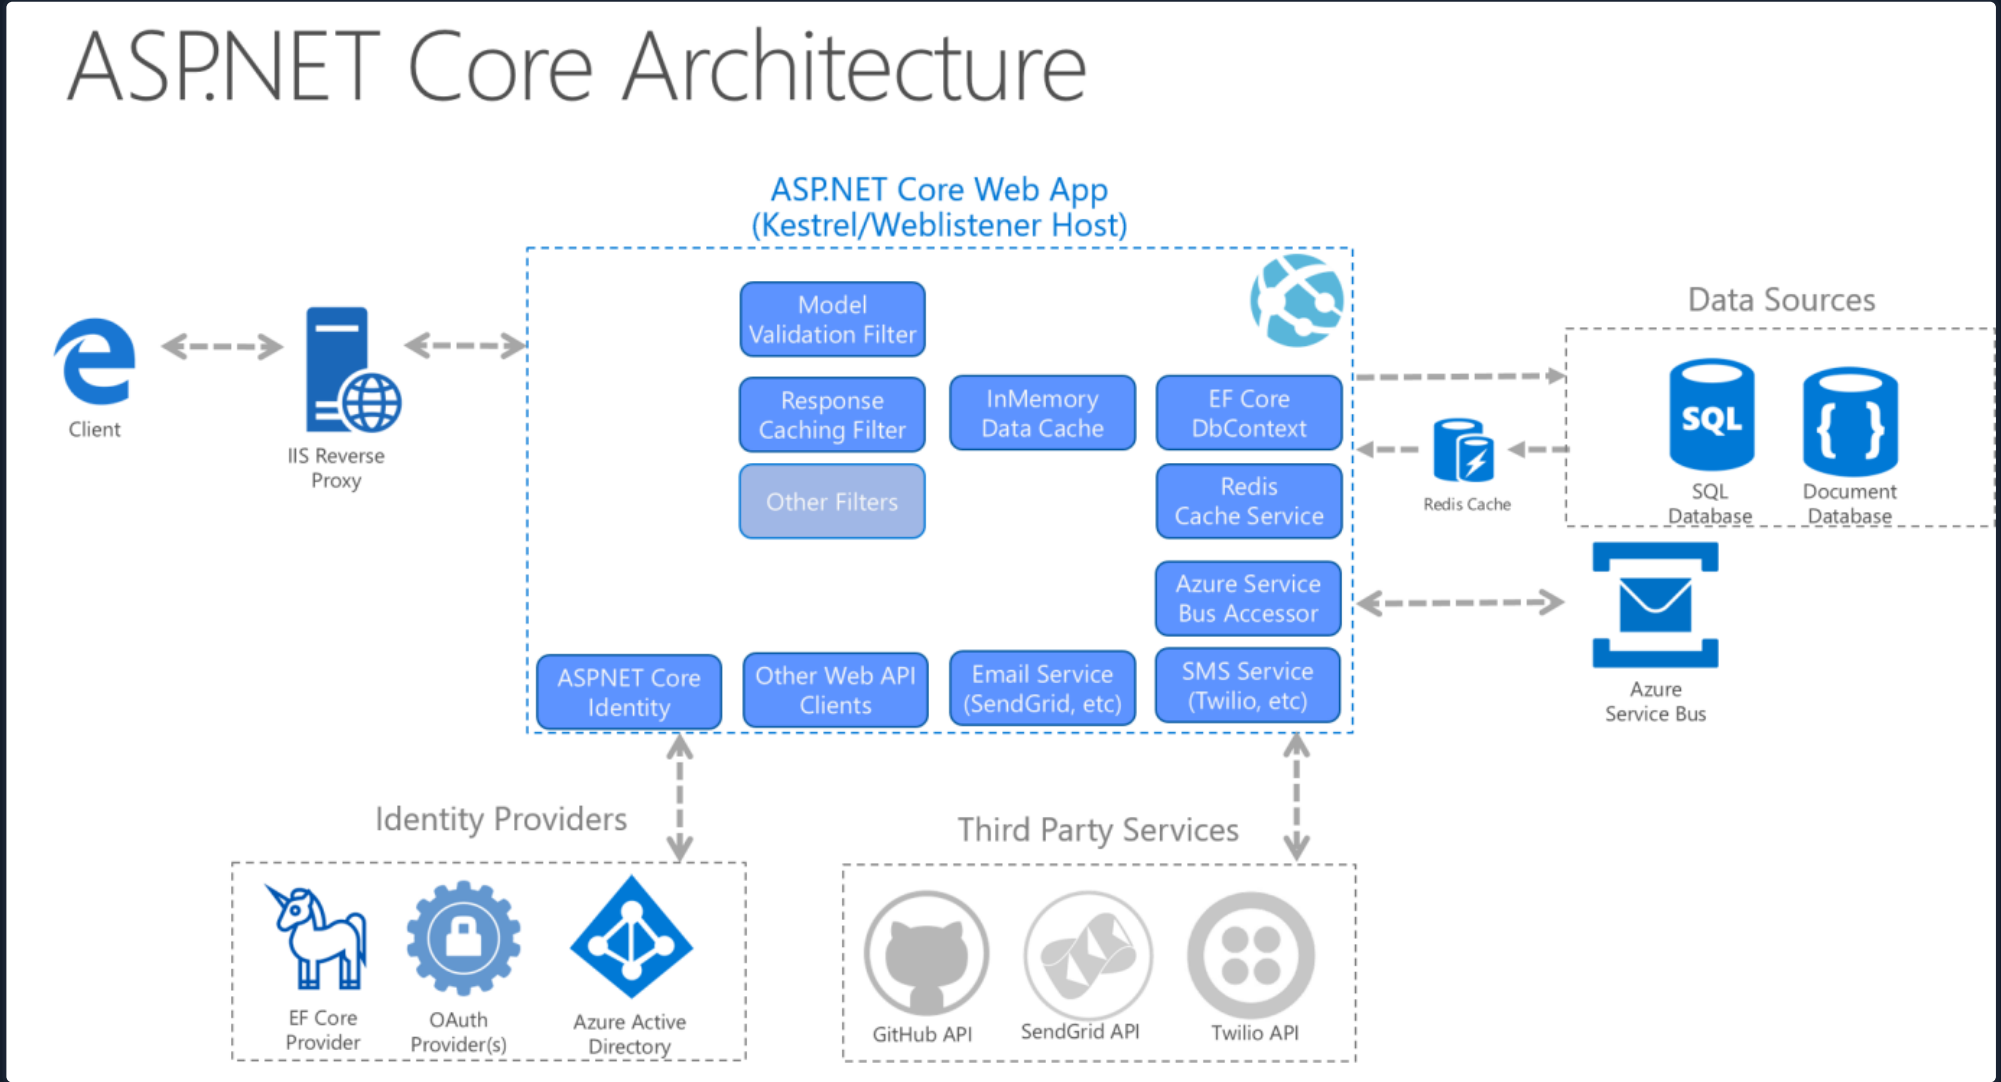 ASP.NET Core Architecture
ASP.NET Core Web App
(Kestrel/Weblistener Host)
Client
IIS Reverse
Proxy
Model
Validation Filter
Response
Caching Filter
Other Filters
InMemory
Data Cache
EF Core
DbContext
Redis
Cache Service
Azure Service
Bus Accessor
ASPNET Core
Identity
Other Web API
Clients
Email Service
(SendGrid, etc)
SMS Service
(Twilio, etc)
Redis Cache
Data Sources
SQL
SQL
Database
{ }
Document
Database
Azure
Service Bus
Identity Providers
EF Core
Provider
OAuth
Provider(s)
Azure Active
Directory
Third Party Services
GitHub API
SendGrid API
Twilio API